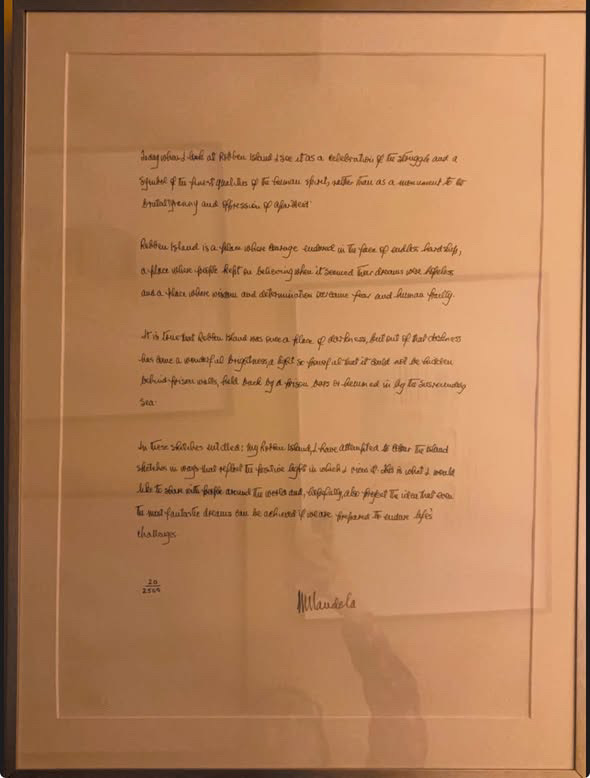 Today when I look at Robben Island I see it as a celebration of the struggle and a
symbol of the finest qualities of the human spirit, rather than as a monument to the
brutal tyranny and oppression of apartheid.
Robben Island is a place where courage endured in the face of endless hardship,
a place where people kept on believing when it seemed their dreams were hopeless
and a place where wisdom and determination overcame fear and human frailty.
It is true that Robben Island was once a place of darkness, but out of that darkness
has come a wonderful brightness, a light so powerful that it could not be hidden
behind prison walls, held back by prison bars or hemmed in by the surrounding
sea.
In these sketches entitled: My Robben Island, I have attempted to colour the island
sketches in ways that reflect the positive light in which I view it. This is what I would
like to share with people around the world and, hopefully, also project the idea that even
the most fantastic dreams can be achieved if we are prepared to endure life's
challenges.
20
2509
NMandela